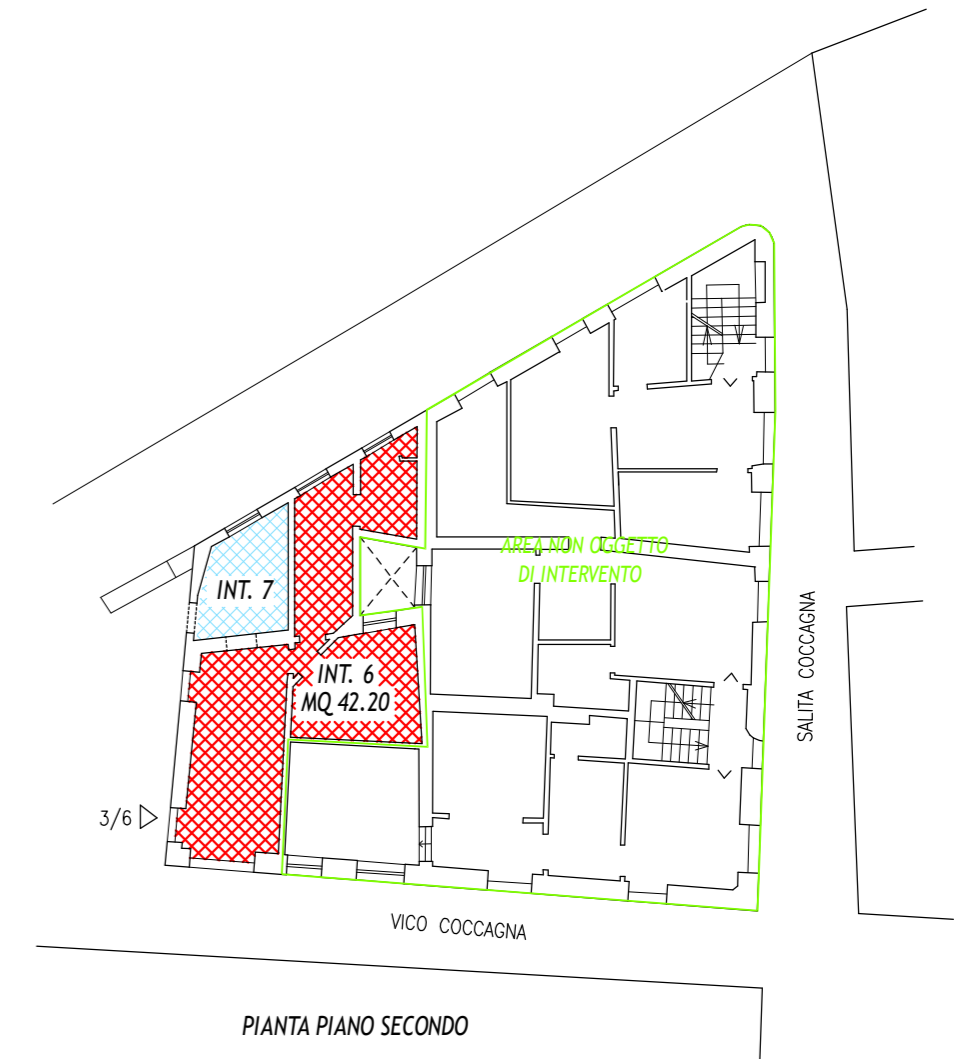 AREA NON OGGETTO
DI INTERVENTO
INT. 7
SALITA COCCAGNA
INT. 6
MQ 42.20
3/6
VICO COCCAGNA
PIANTA PIANO SECONDO